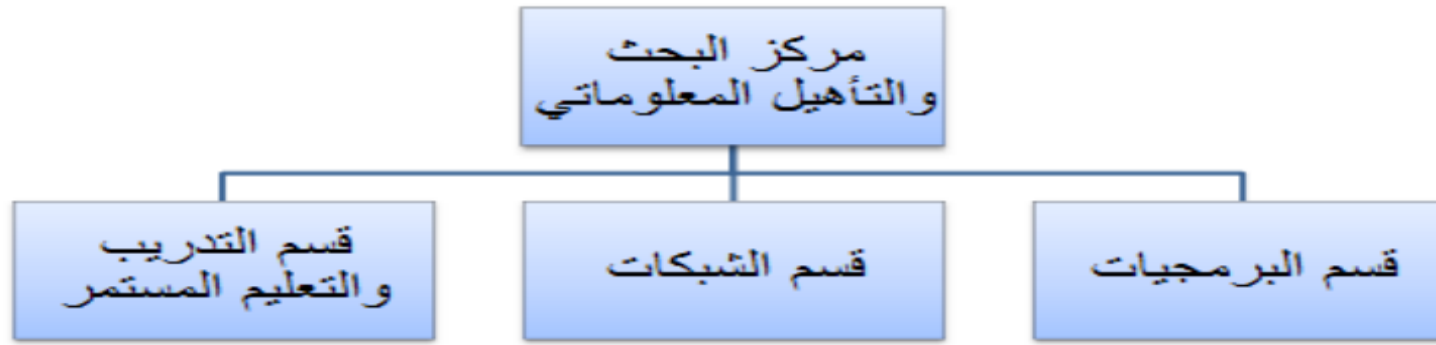 مركز البحث
والتأهيل المعلوماتي
قسم البرمجيات
قسم الشبكات
قسم التدريب
والتعليم المستمر